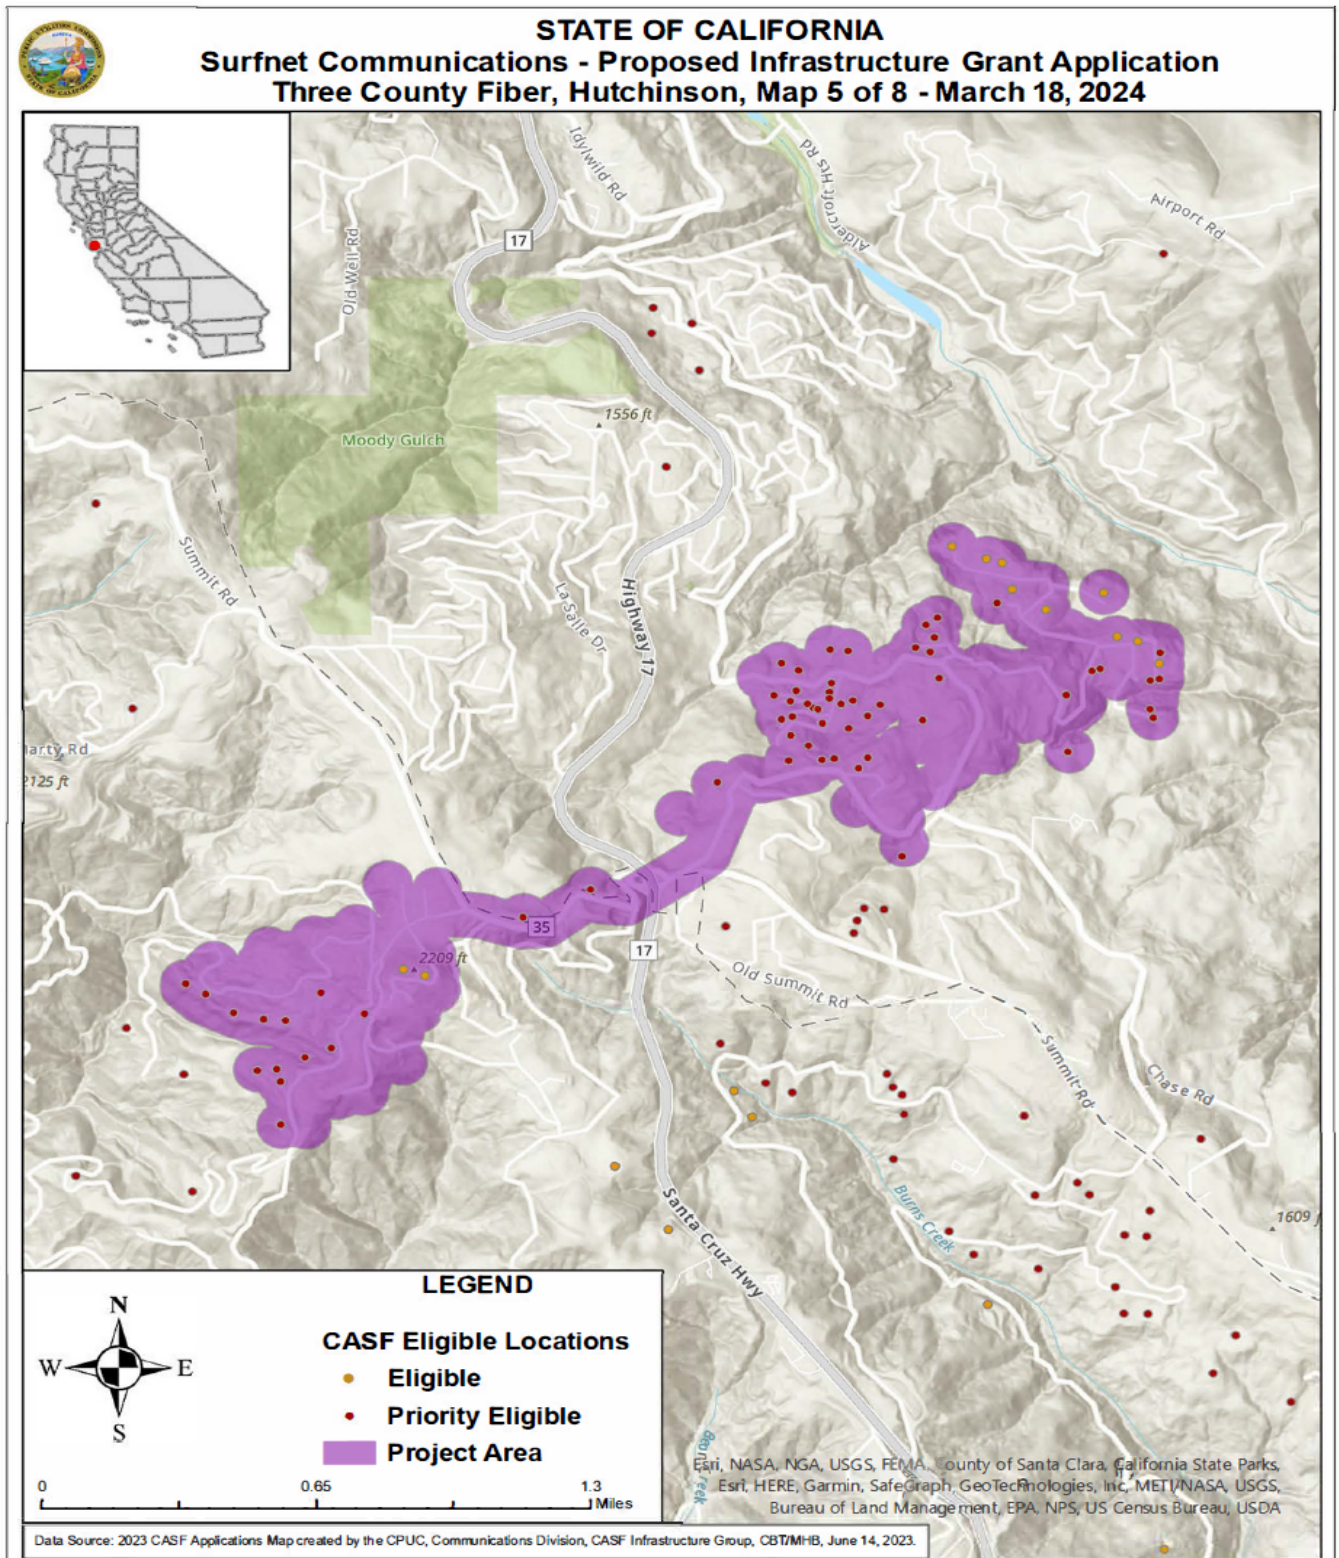 STATE OF CALIFORNIA
Surfnet Communications - Proposed Infrastructure Grant Application
Three County Fiber, Hutchinson, Map 5 of 8 - March 18, 2024
Idylwild Rd
Aldercroft Hts Rd
Airport Rd
17
Old Well Rd
1556 ft
Moody Gulch
Summit Rd
La Salle Dr
Highway 17
arty Rd
2125 ft
35
17
2209 ft
Old Summit Rd
Summit Rd
Chase Rd
Burns Creek
Santa Cruz Hwy
1609 f
LEGEND
CASF Eligible Locations
Eligible
Priority Eligible
Project Area
N
W E
S
0 0.65 1.3
Miles
Esri, NASA, NGA, USGS, FEMA, County of Santa Clara, California State Parks,
Esri, HERE, Garmin, SafeGraph, GeoTechnologies, Inc, METI/NASA, USGS,
Bureau of Land Management, EPA, NPS, US Census Bureau, USDA
Data Source: 2023 CASF Applications Map created by the CPUC, Communications Division, CASF Infrastructure Group, CBT/MHB, June 14, 2023.